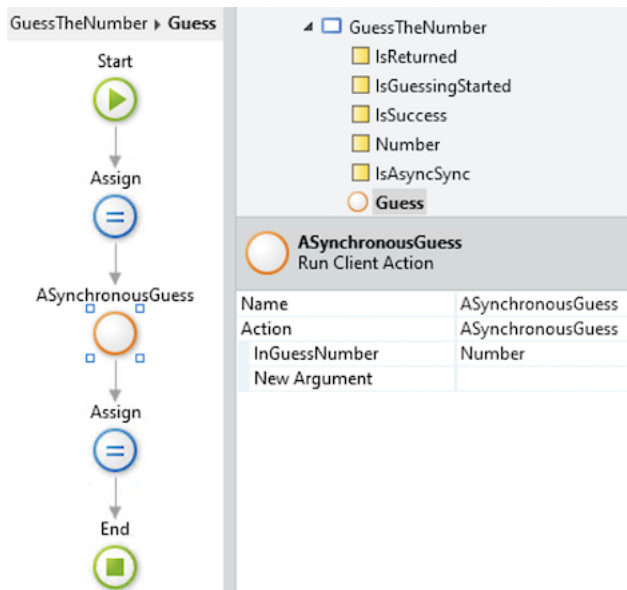 GuessTheNumber ▸ Guess
Start
Assign
ASynchronousGuess
Assign
End
GuessTheNumber
IsReturned
IsGuessingStarted
IsSuccess
Number
IsAsyncSync
Guess
ASynchronousGuess
Run Client Action
Name ASynchronousGuess
Action ASynchronousGuess
InGuessNumber Number
New Argument